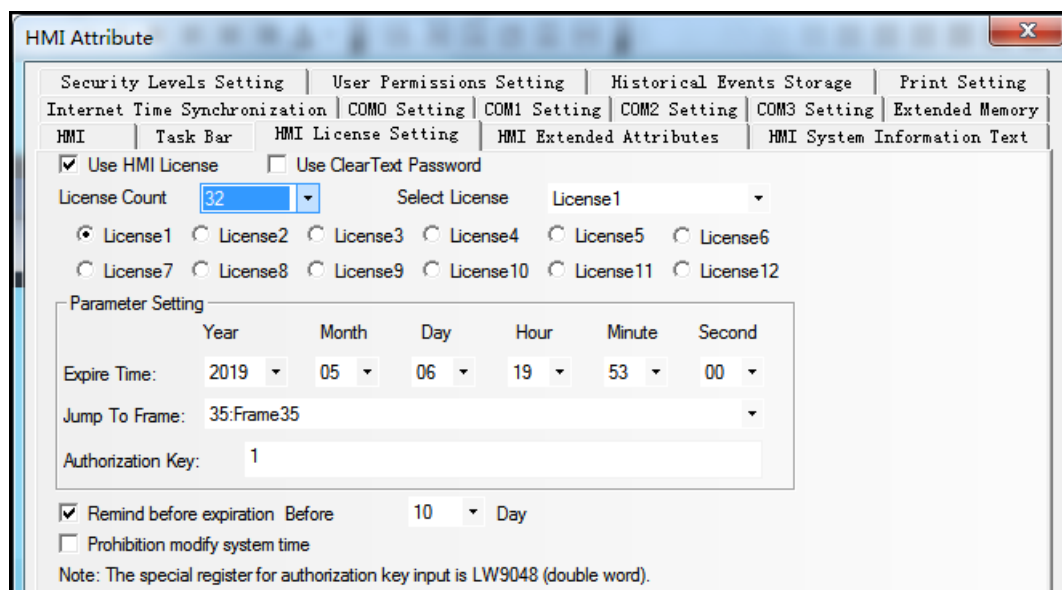 HMI Attribute
Security Levels Setting User Permissions Setting Historical Events Storage Print Setting
Internet Time Synchronization COM0 Setting COM1 Setting COM2 Setting COM3 Setting Extended Memory
HMI Task Bar HMI License Setting HMI Extended Attributes HMI System Information Text
Use HMI License Use ClearText Password
License Count 32 Select License License1
License1 License2 License3 License4 License5 License6
License7 License8 License9 License10 License11 License12
Parameter Setting
Year Month Day Hour Minute Second
Expire Time: 2019 05 06 19 53 00
Jump To Frame: 35:Frame35
Authorization Key: 1
Remind before expiration Before 10 Day
Prohibition modify system time
Note: The special register for authorization key input is LW9048 (double word).